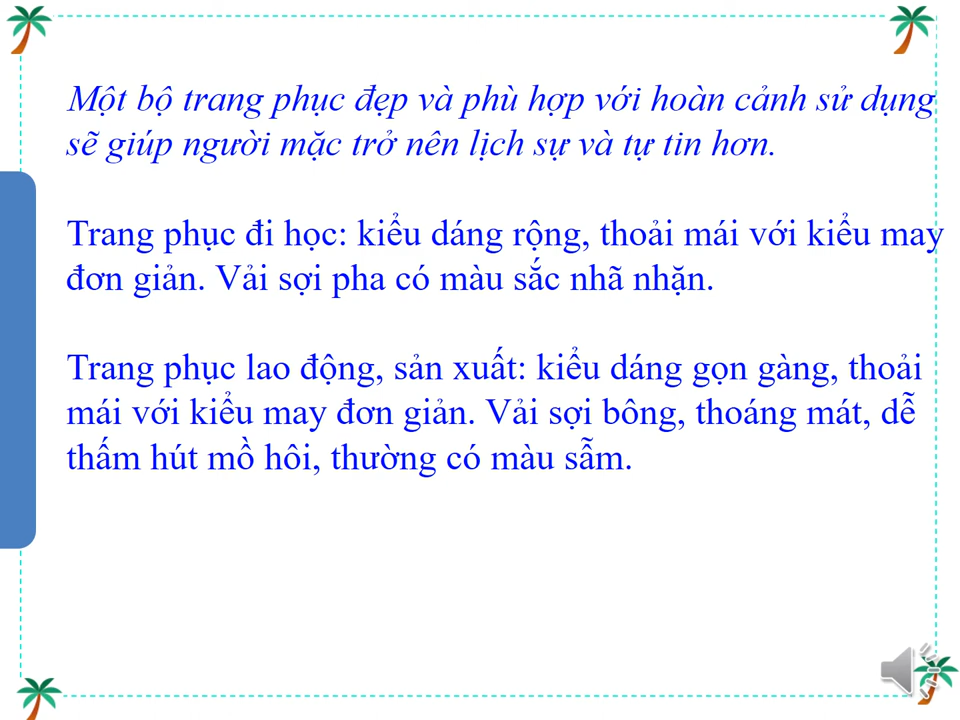 Một bộ trang phục đẹp và phù hợp với hoàn cảnh sử dụng
sẽ giúp người mặc trở nên lịch sự và tự tin hơn.
Trang phục đi học: kiểu dáng rộng, thoải mái với kiểu may
đơn giản. Vải sợi pha có màu sắc nhã nhặn.
Trang phục lao động, sản xuất: kiểu dáng gọn gàng, thoải
mái với kiểu may đơn giản. Vải sợi bông, thoáng mát, dễ
thấm hút mồ hôi, thường có màu sẫm.